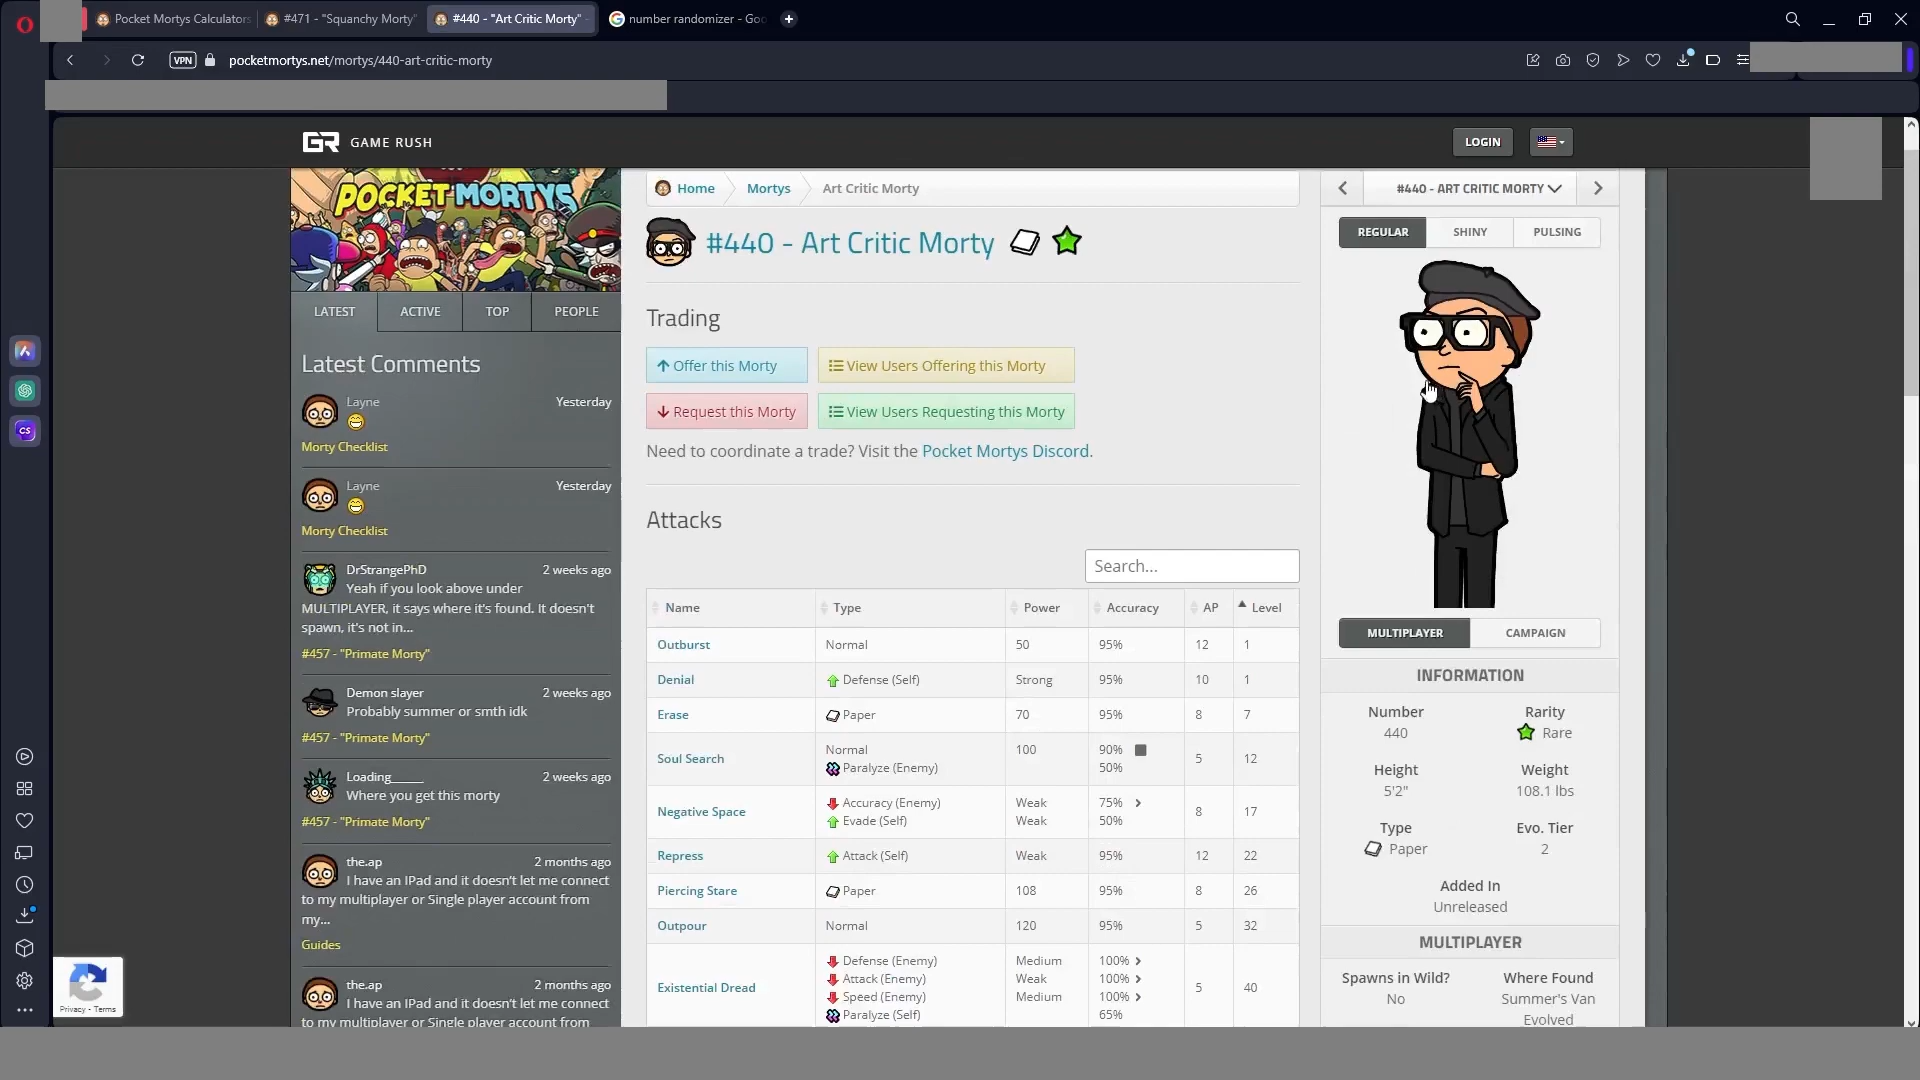 Pocket Mortys Calculators
#471 - "Squanchy Morty"
#440 - "Art Critic Morty"
number randomizer - Goo
VPN
pocketmortys.net/mortys/440-art-critic-morty
GR GAME RUSH
LOGIN
POCKET MORTYS
Home
Mortys
Art Critic Morty
#440 - ART CRITIC MORTY
#440 - Art Critic Morty
REGULAR
SHINY
PULSING
LATEST
ACTIVE
TOP
PEOPLE
Latest Comments
Layne
Yesterday
Morty Checklist
Layne
Yesterday
Morty Checklist
DrStrangePhD
2 weeks ago
Yeah if you look above under
MULTIPLAYER, it says where it's found. It doesn't
spawn, it's not in...
#457 - "Primate Morty"
Demon slayer
2 weeks ago
Probably summer or smth idk
#457 - "Primate Morty"
Loading_____
2 weeks ago
Where you get this morty
#457 - "Primate Morty"
the.ap
2 months ago
I have an IPad and it doesn't let me connect
to my multiplayer or Single player account from
my...
Guides
the.ap
2 months ago
I have an IPad and it doesn't let me connect
to my multiplayer or Single player account from
Privacy - Terms
CS
Trading
Offer this Morty
View Users Offering this Morty
Request this Morty
View Users Requesting this Morty
Need to coordinate a trade? Visit the Pocket Mortys Discord.
Attacks
Search...
Name Type Power Accuracy AP Level
Outburst Normal 50 95% 12 1
Denial Defense (Self) Strong 95% 10 1
Erase Paper 70 95% 8 7
Soul Search Normal 100 90% 5 12
Paralyze (Enemy) 50%
Negative Space Accuracy (Enemy) Weak 75% 8 17
Evade (Self) Weak 50%
Repress Attack (Self) Weak 95% 12 22
Piercing Stare Paper 108 95% 8 26
Outpour Normal 120 95% 5 32
Existential Dread Defense (Enemy) Medium 100% 5 40
Attack (Enemy) Weak 100%
Speed (Enemy) Medium 100%
Paralyze (Self) 65%
MULTIPLAYER
CAMPAIGN
INFORMATION
Number Rarity
440 Rare
Height Weight
5'2" 108.1 lbs
Type Evo. Tier
Paper 2
Added In
Unreleased
MULTIPLAYER
Spawns in Wild? Where Found
No Summer's Van
Evolved